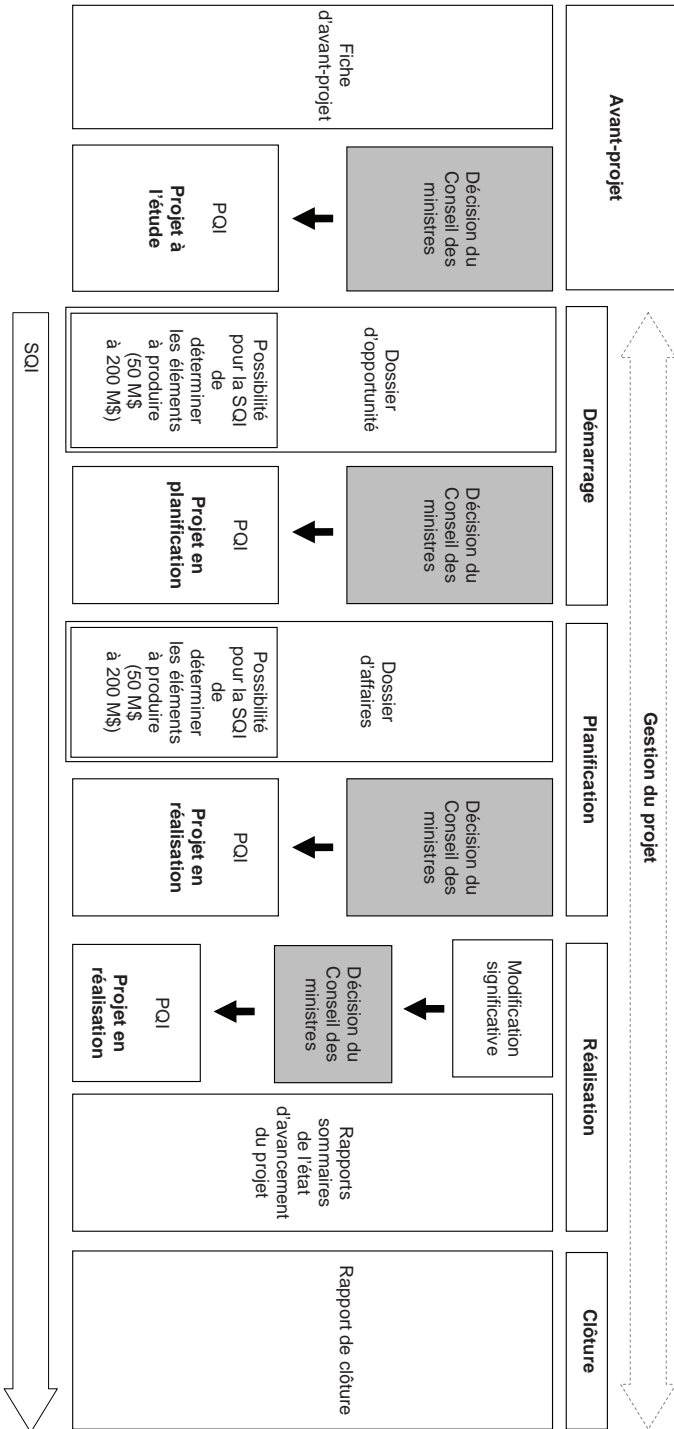 Gestion du projet
Avant-projet
Démarrage
Planification
Réalisation
Clôture
Fiche
d'avant-projet
Décision du
Conseil des
ministres
PQI
Projet à
l'étude
Dossier
d'opportunité
Possibilité
pour la SQI
de
déterminer
les éléments
à produire
(50 M$
à 200 M$)
Décision du
Conseil des
ministres
PQI
Projet en
planification
Dossier
d'affaires
Possibilité
pour la SQI
de
déterminer
les éléments
à produire
(50 M$
à 200 M$)
Décision du
Conseil des
ministres
PQI
Projet en
réalisation
Modification
significative
Décision du
Conseil des
ministres
PQI
Projet en
réalisation
Rapports
sommaires
de l'état
d'avancement
du projet
Rapport de clôture
SQI